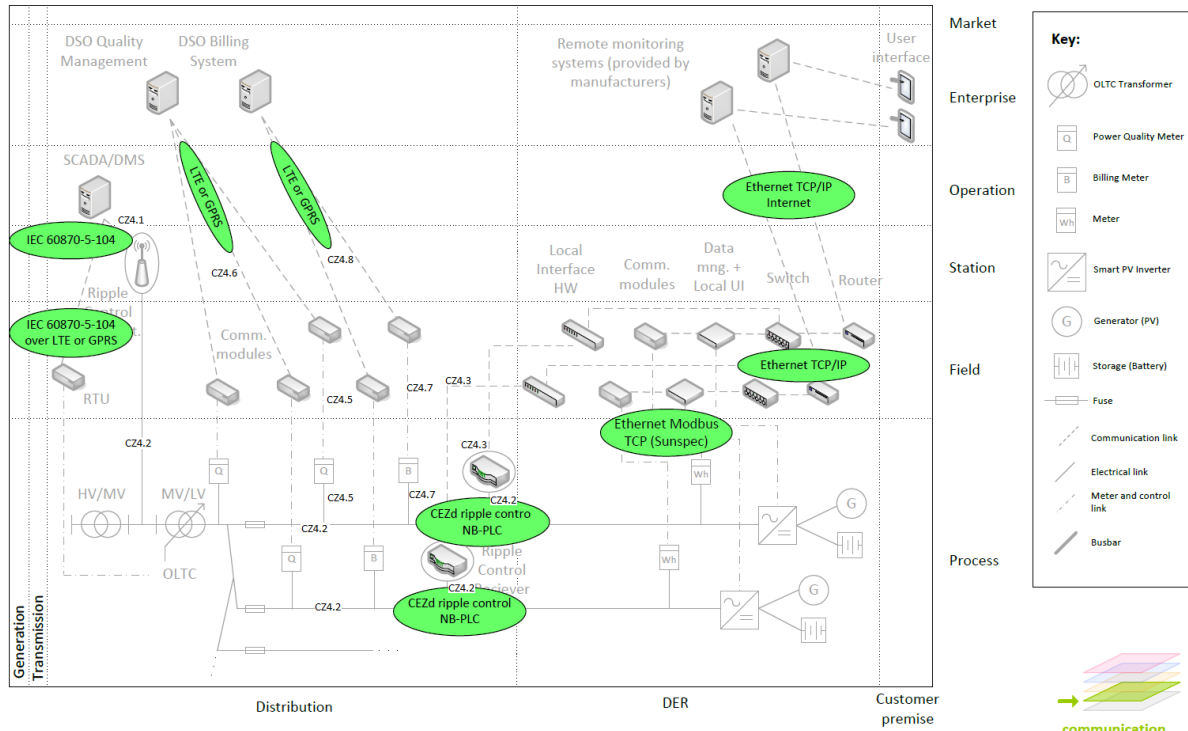 Market
DSO Quality
Management
DSO Billing
System
Remote monitoring
systems (provided by
manufacturers)
User
interface
Enterprise
SCADA/DMS
LTE or GPRS
LTE or GPRS
Ethernet TCP/IP
Internet
Operation
CZ4.1
IEC 60870-5-104
CZ4.6
CZ4.8
Local
Interface
HW
Comm.
modules
Data
mng. +
Local UI
Switch
Router
Station
Ripple
IEC 60870-5-104
over LTE or GPRS
Comm.
modules
RTU
CZ4.5
CZ4.7
CZ4.3
Ethernet TCP/IP
Field
Ethernet Modbus
TCP (Sunspec)
CZ4.2
CZ4.3
Q
Q
B
Wh
CZ4.5
CZ4.7
CZ4.2
HV/MV
MV/LV
CZ4.2
CEZd ripple contro
NB-PLC
G
OLTC
Q
B
Ripple
Control
Reciever
Wh
Process
CZ4.2
CZ4.2
CEZd ripple control
NB-PLC
G
Generation
Transmission
Distribution
DER
Customer
premise
Key:
OLTC Transformer
Q
Power Quality Meter
B
Billing Meter
Wh
Meter
Smart PV Inverter
G
Generator (PV)
Storage (Battery)
Fuse
Communication link
Electrical link
Meter and control
link
Busbar
communication